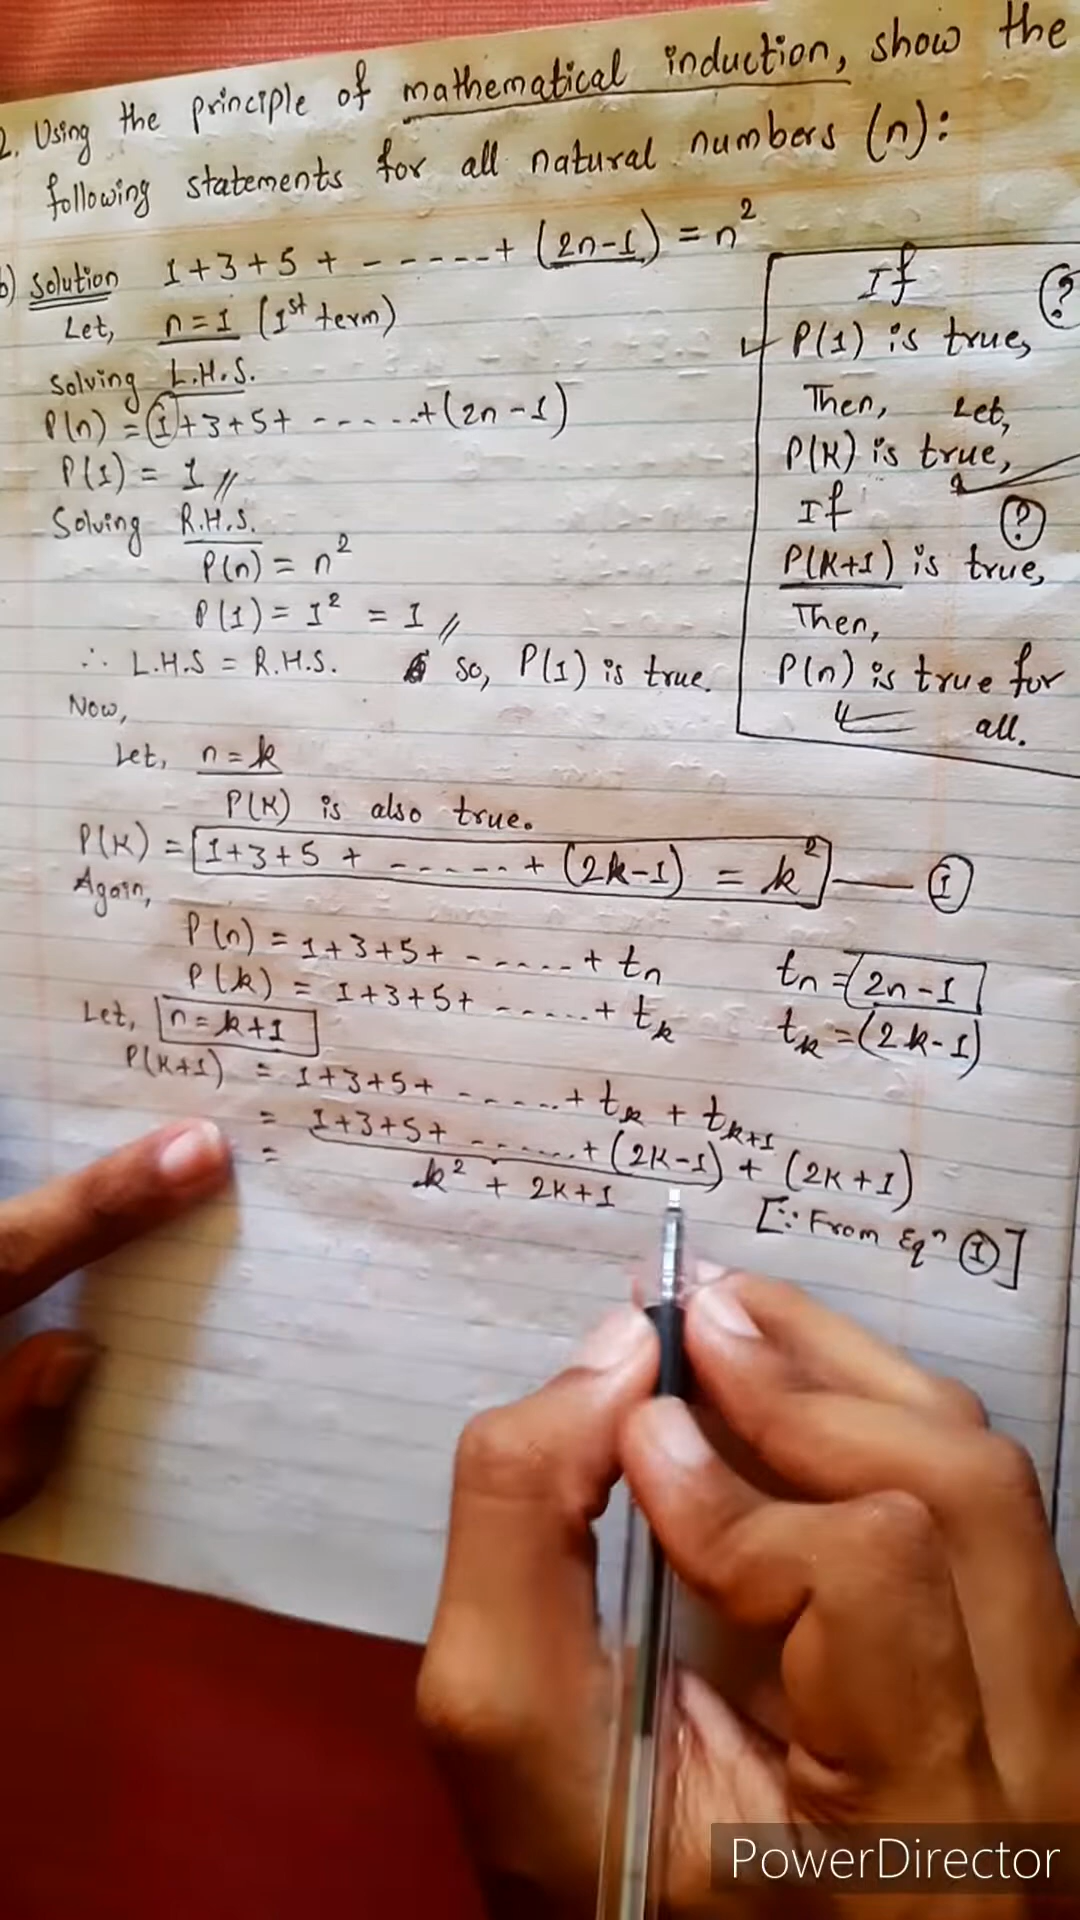 2. Using the principle of mathematical induction, show the
following statements for all natural numbers (n):
b) Solution 1+3+5+ - - - - - + (2n-1) = n²
Let, n=1 (1st term)
Solving L.H.S.
P(n) = 1+3+5+ - - - - - + (2n-1)
P(1) = 1 //
Solving R.H.S.
P(n) = n²
P(1) = 1² = 1 //
∴ L.H.S = R.H.S. So, P(1) is true.
Now,
Let, n=k
P(K) is also true.
P(K) = 1+3+5+ - - - - - + (2k-1) = k² —— ①
Again,
P(n) = 1+3+5+ - - - - - + tn
tn = (2n-1
P(k) = 1+3+5+ - - - - - + tk
tk = (2k-1)
Let, n=k+1
P(K+1) = 1+3+5+ - - - - - + tk + tk+1
= 1+3+5+ - - - - - + (2K-1) + (2K+1)
= k² + 2K+1 [∵ From Eqn ①]
If ?
P(1) is true,
Then, Let,
P(K) is true,
If ?
P(K+1) is true,
Then,
P(n) is true for
all.
PowerDirector